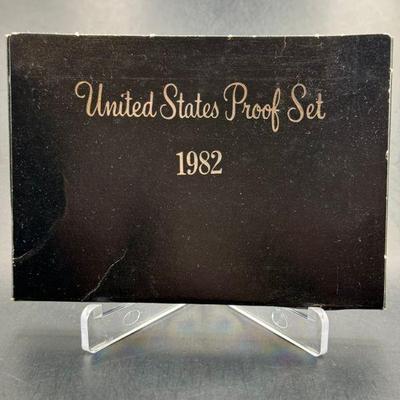 United States Proof Set
1982